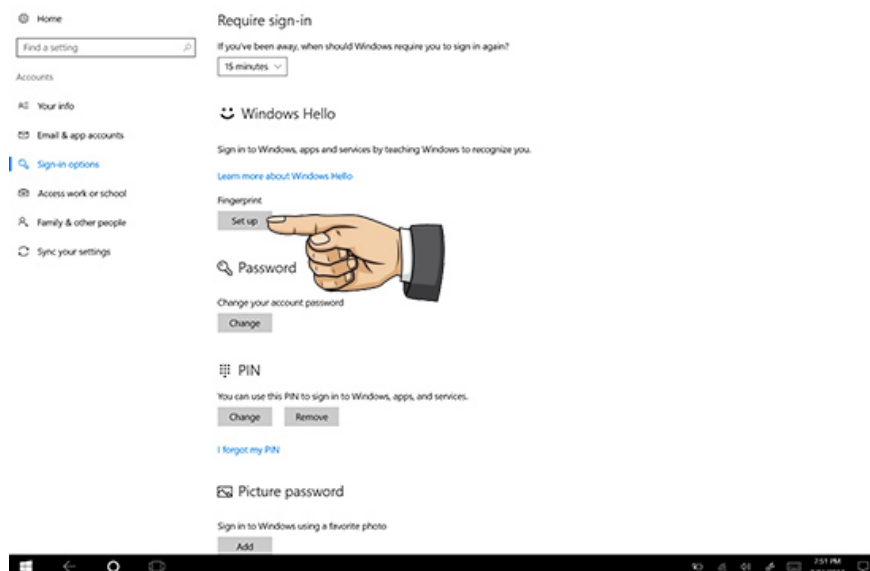 Home
Find a setting
Accounts
Your info
Email & app accounts
Sign-in options
Access work or school
Family & other people
Sync your settings
Require sign-in
If you've been away, when should Windows require you to sign in again?
15 minutes
Windows Hello
Sign in to Windows, apps and services by teaching Windows to recognize you.
Learn more about Windows Hello
Fingerprint
Set up
Password
Change your account password
Change
PIN
You can use this PIN to sign in to Windows, apps, and services.
Change Remove
I forgot my PIN
Picture password
Sign in to Windows using a favorite photo
Add
7:51 PM